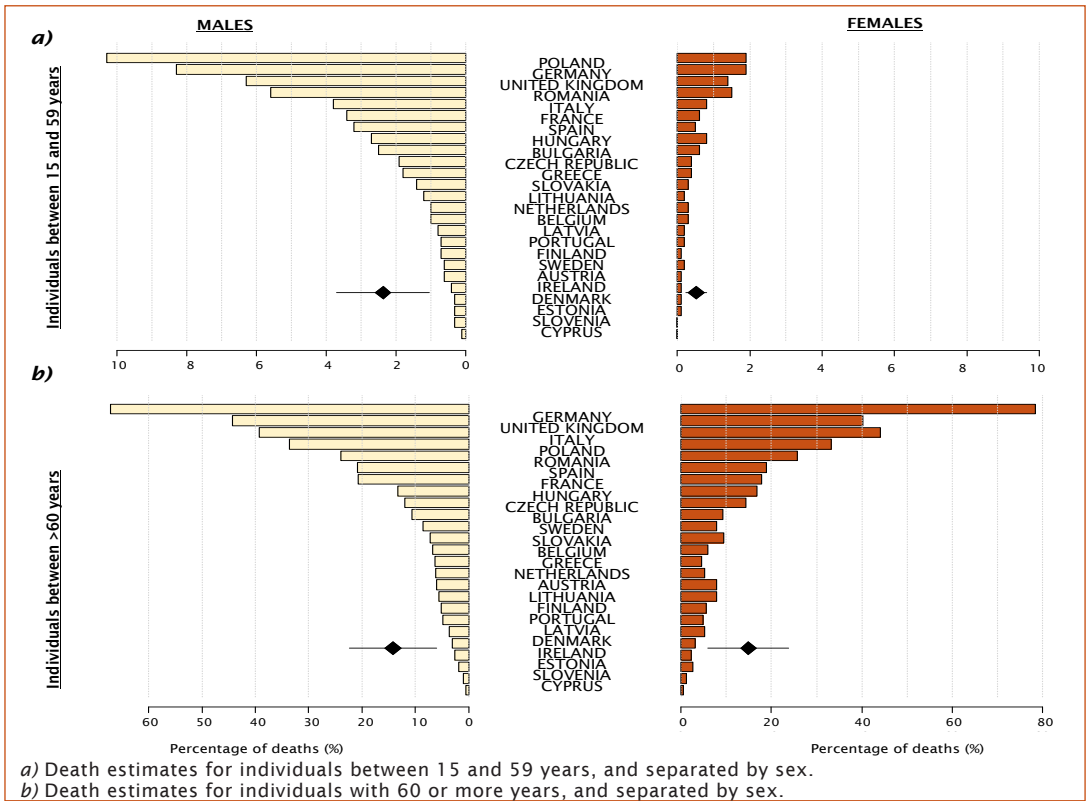 MALES
FEMALES
a)
Individuals between 15 and 59 years
POLAND
GERMANY
UNITED KINGDOM
ROMANIA
ITALY
FRANCE
SPAIN
HUNGARY
BULGARIA
CZECH REPUBLIC
GREECE
SLOVAKIA
LITHUANIA
NETHERLANDS
BELGIUM
LATVIA
PORTUGAL
FINLAND
SWEDEN
AUSTRIA
IRELAND
DENMARK
ESTONIA
SLOVENIA
CYPRUS
10 8 6 4 2 0
0 2 4 6 8 10
b)
Individuals between >60 years
GERMANY
UNITED KINGDOM
ITALY
POLAND
ROMANIA
SPAIN
FRANCE
HUNGARY
CZECH REPUBLIC
BULGARIA
SWEDEN
SLOVAKIA
BELGIUM
GREECE
NETHERLANDS
AUSTRIA
LITHUANIA
FINLAND
PORTUGAL
LATVIA
DENMARK
IRELAND
ESTONIA
SLOVENIA
CYPRUS
60 50 40 30 20 10 0
0 20 40 60 80
Percentage of deaths (%)
Percentage of deaths (%)
a) Death estimates for individuals between 15 and 59 years, and separated by sex.
b) Death estimates for individuals with 60 or more years, and separated by sex.